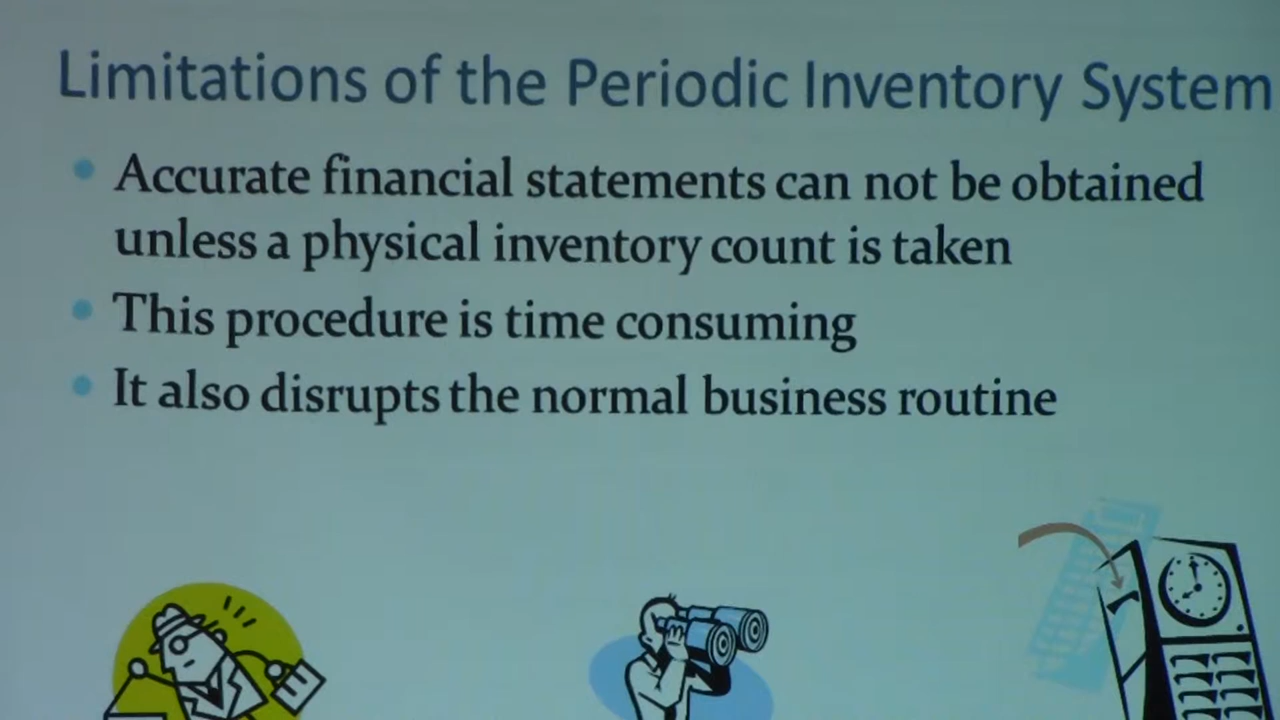 Limitations of the Periodic Inventory System
Accurate financial statements can not be obtained
unless a physical inventory count is taken
This procedure is time consuming
It also disrupts the normal business routine